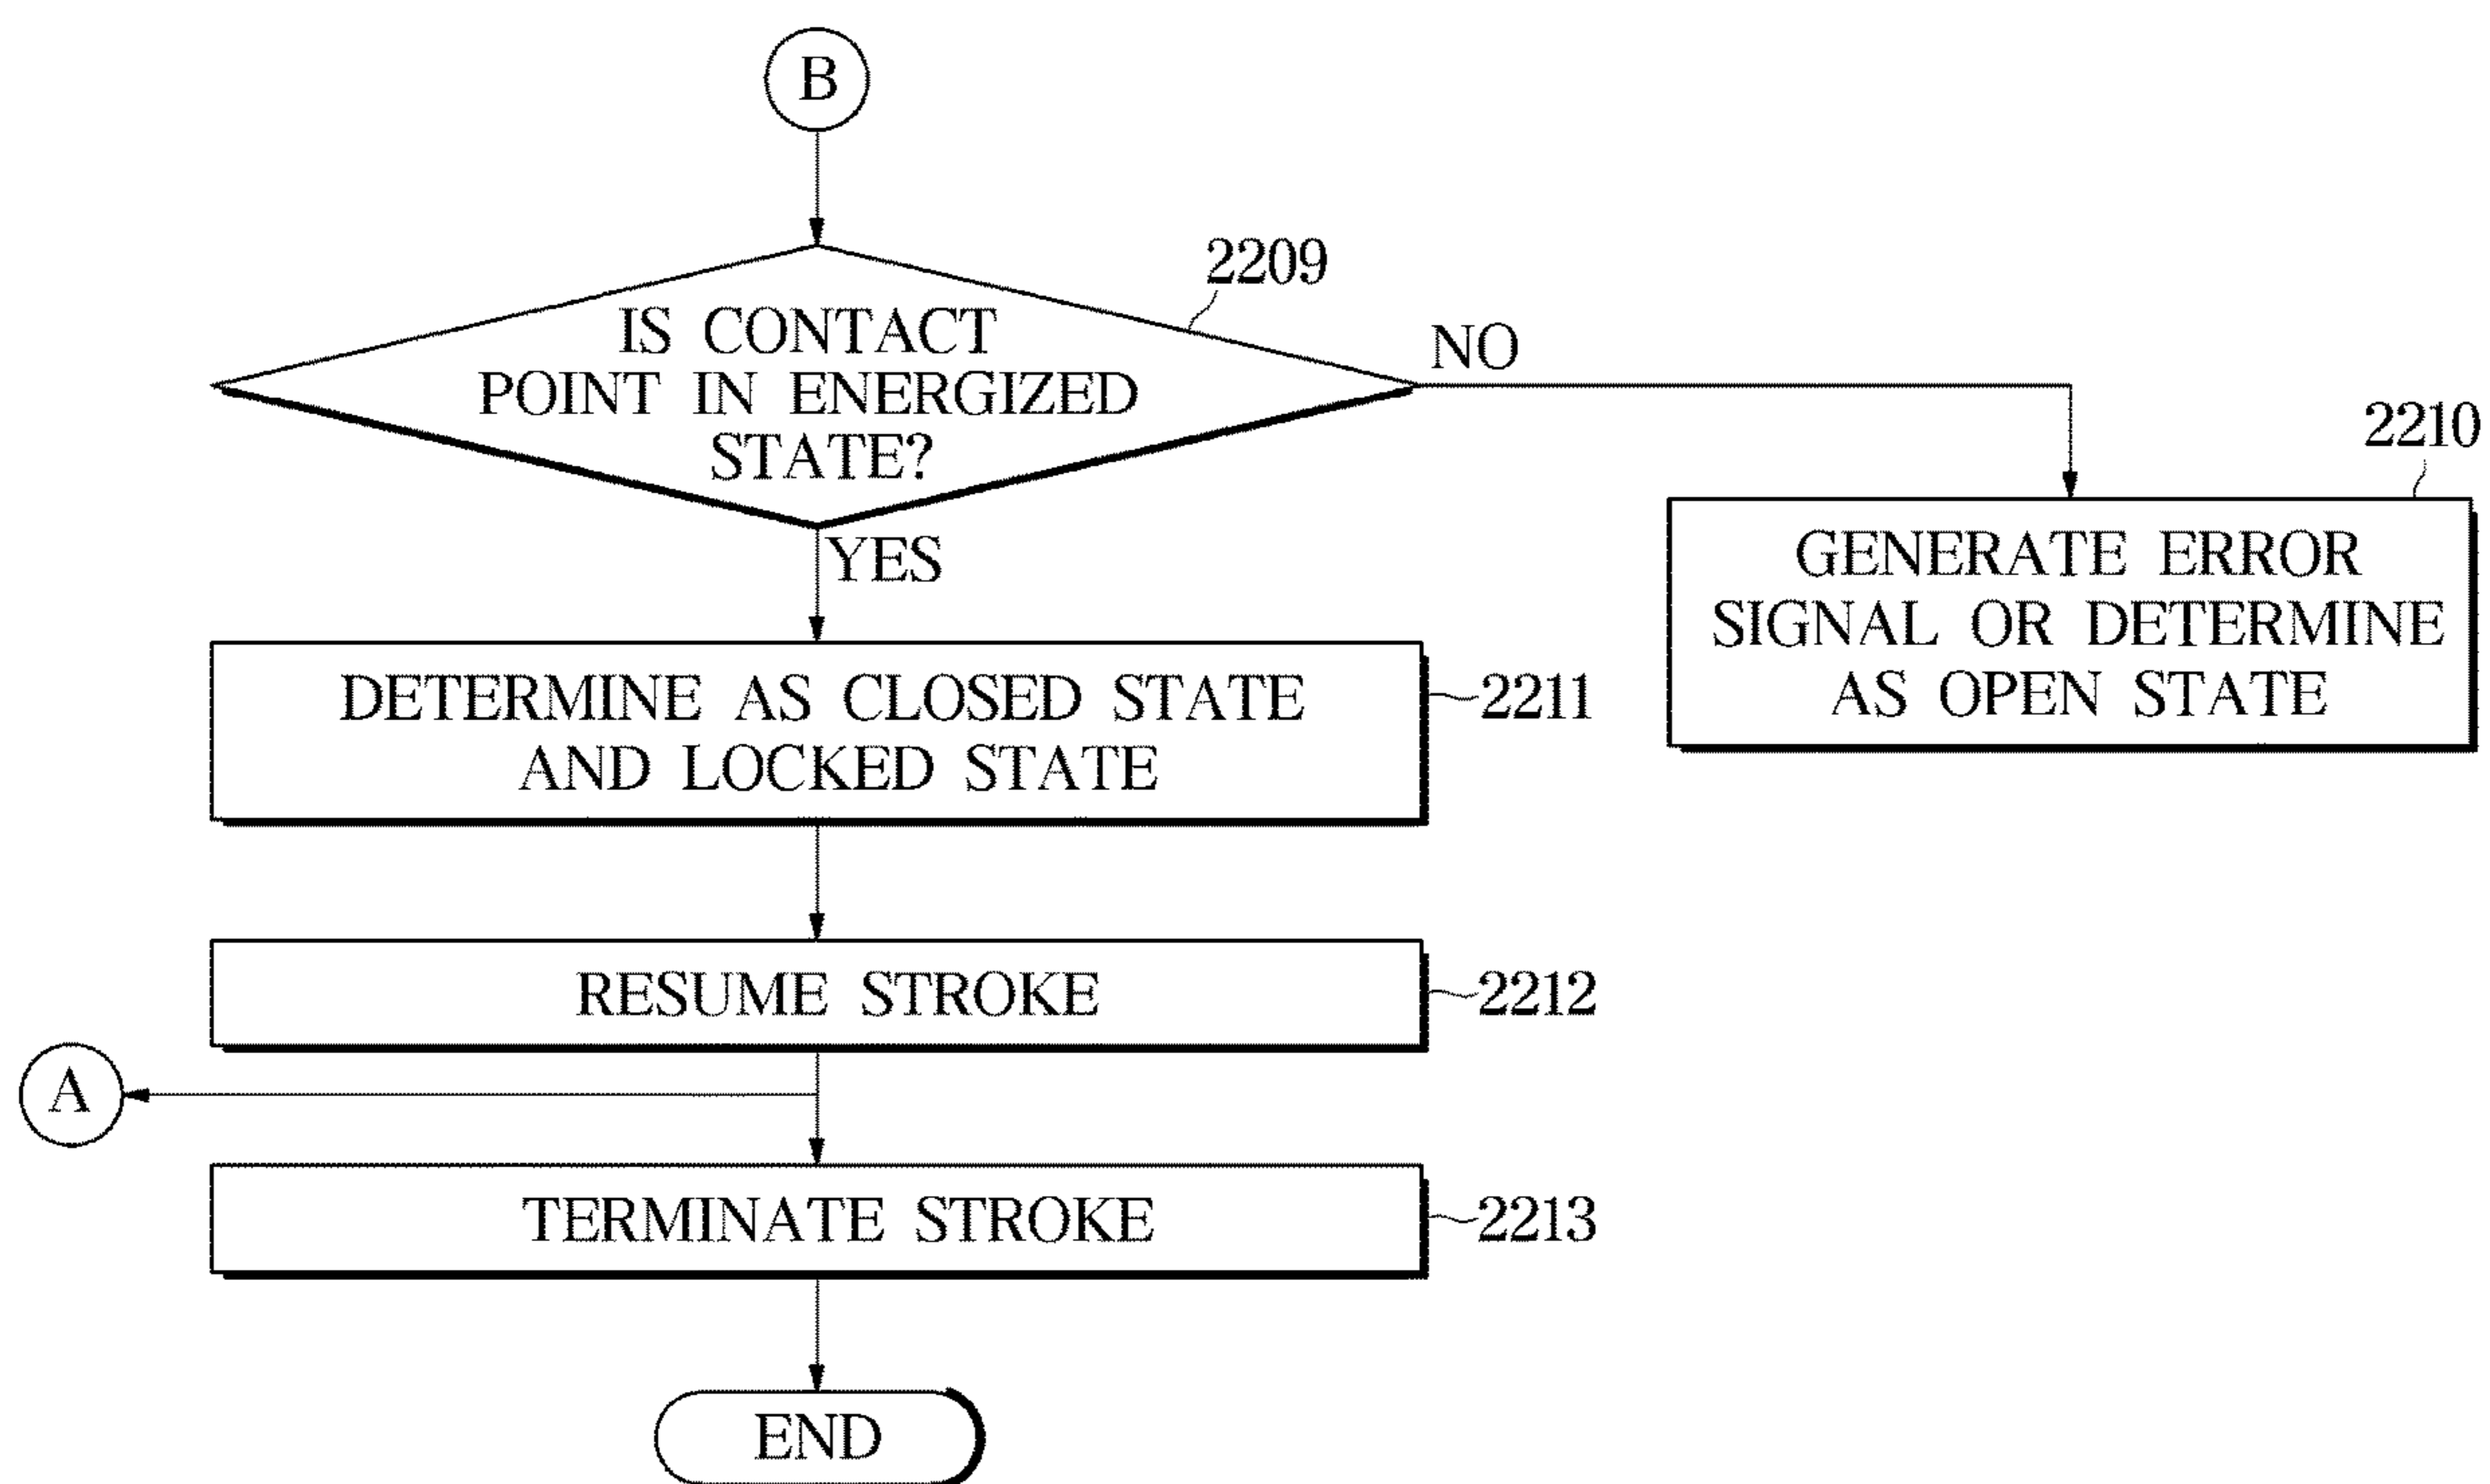 B
2209
IS CONTACT
POINT IN ENERGIZED
STATE?
NO
2210
YES
GENERATE ERROR
SIGNAL OR DETERMINE
AS OPEN STATE
DETERMINE AS CLOSED STATE
AND LOCKED STATE
2211
RESUME STROKE
2212
A
TERMINATE STROKE
2213
END